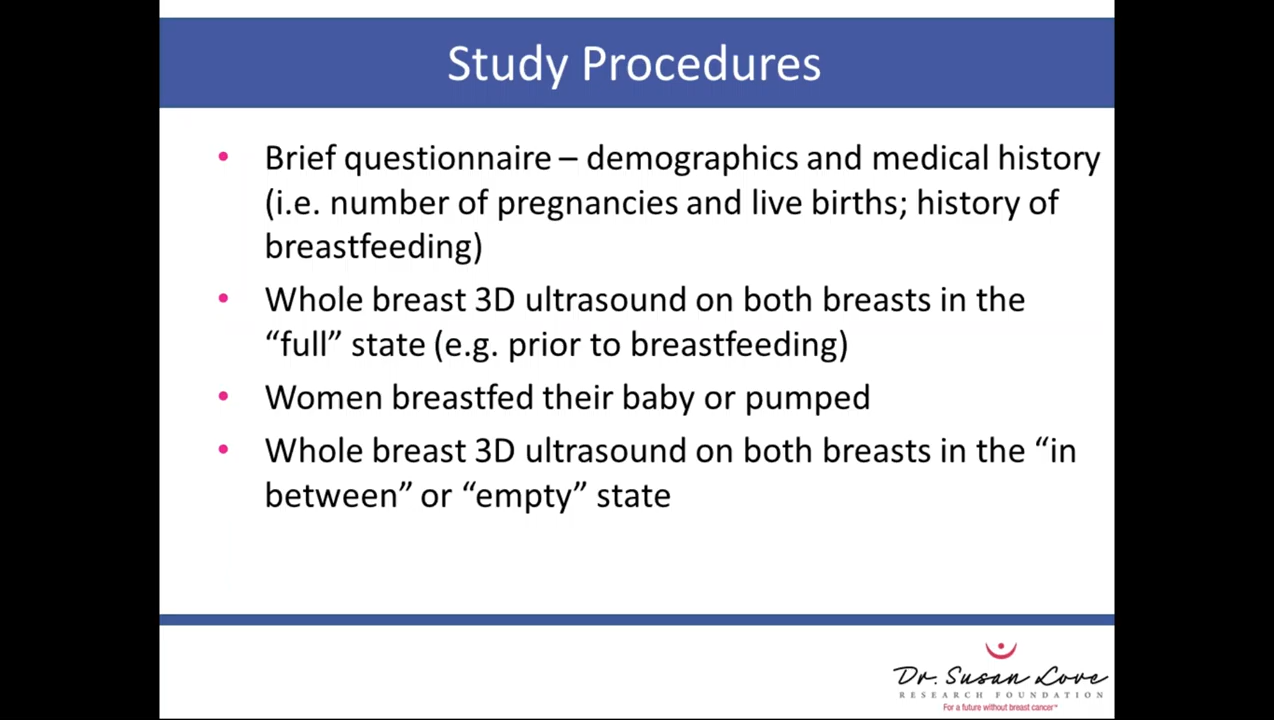 Study Procedures
• Brief questionnaire – demographics and medical history
(i.e. number of pregnancies and live births; history of
breastfeeding)
• Whole breast 3D ultrasound on both breasts in the
“full” state (e.g. prior to breastfeeding)
• Women breastfed their baby or pumped
• Whole breast 3D ultrasound on both breasts in the “in
between” or “empty” state
Dr. Susan Love
RESEARCH FOUNDATION
For a future without breast cancer™